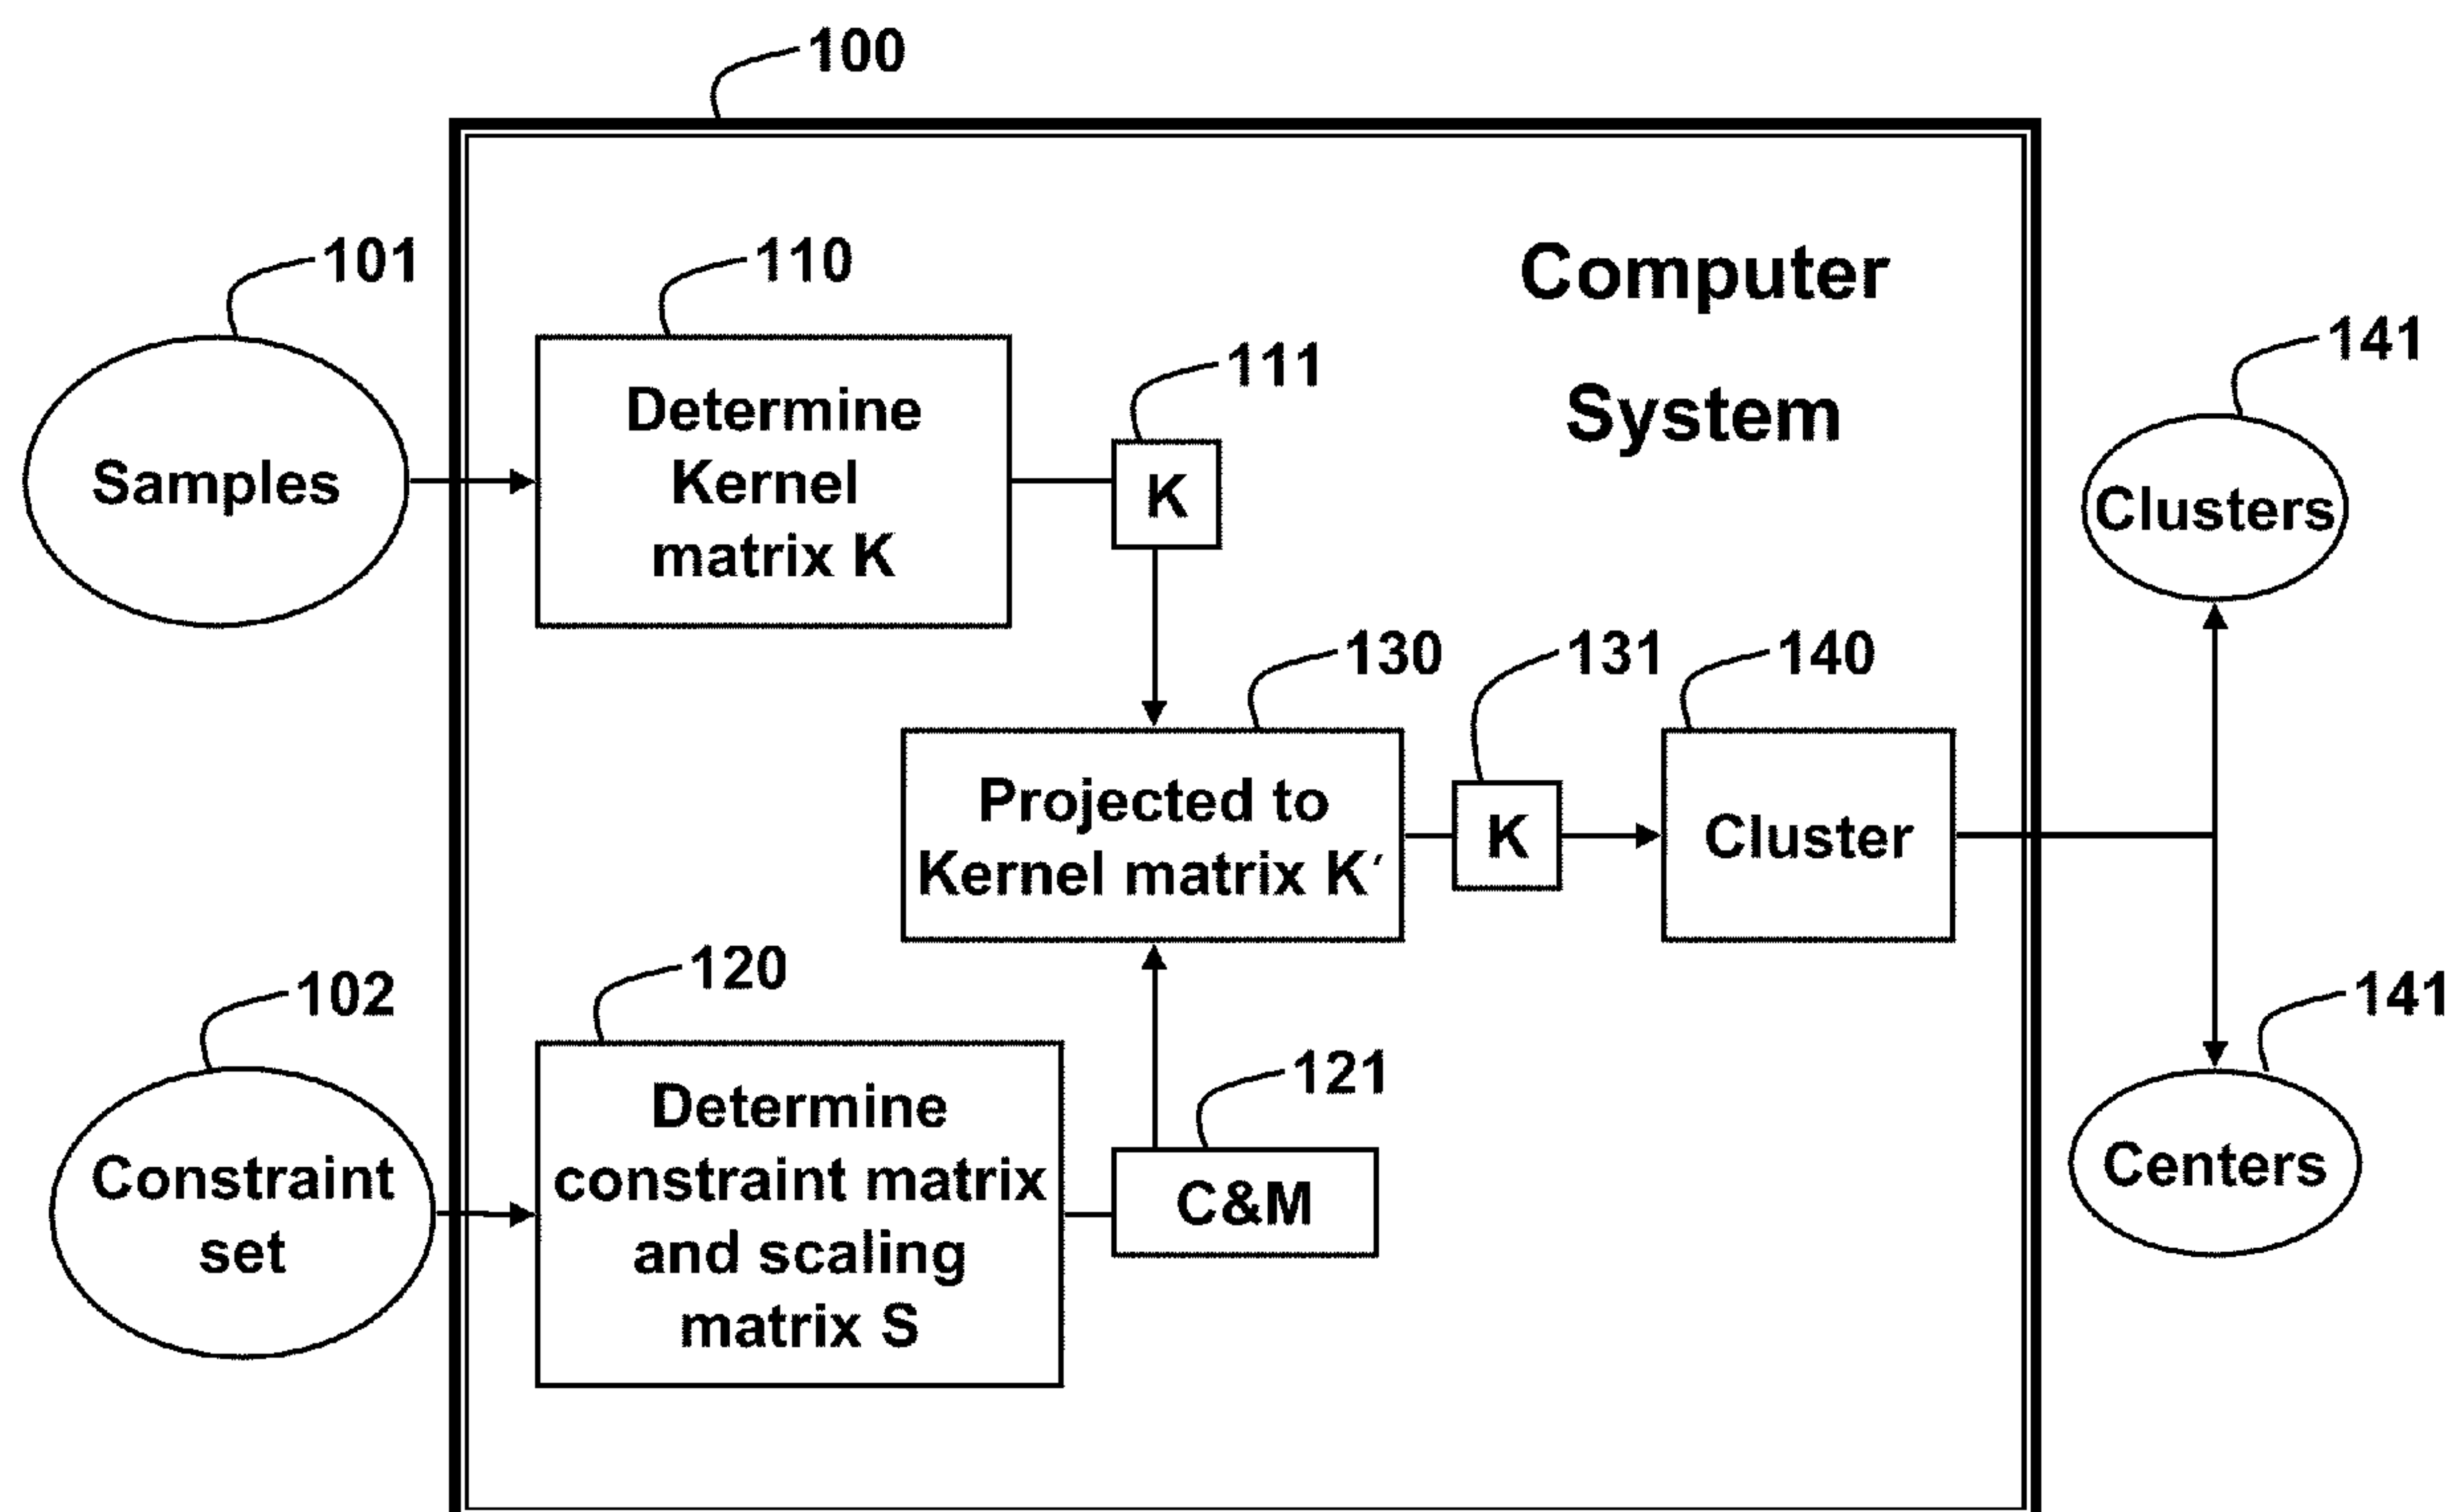 100
101
110
Computer
System
111
141
Determine
Kernel
matrix K
Samples
K
Clusters
130
131
140
Projected to
Kernel matrix K′
K
Cluster
102
120
121
141
Constraint
set
Determine
constraint matrix
and scaling
matrix S
C&M
Centers